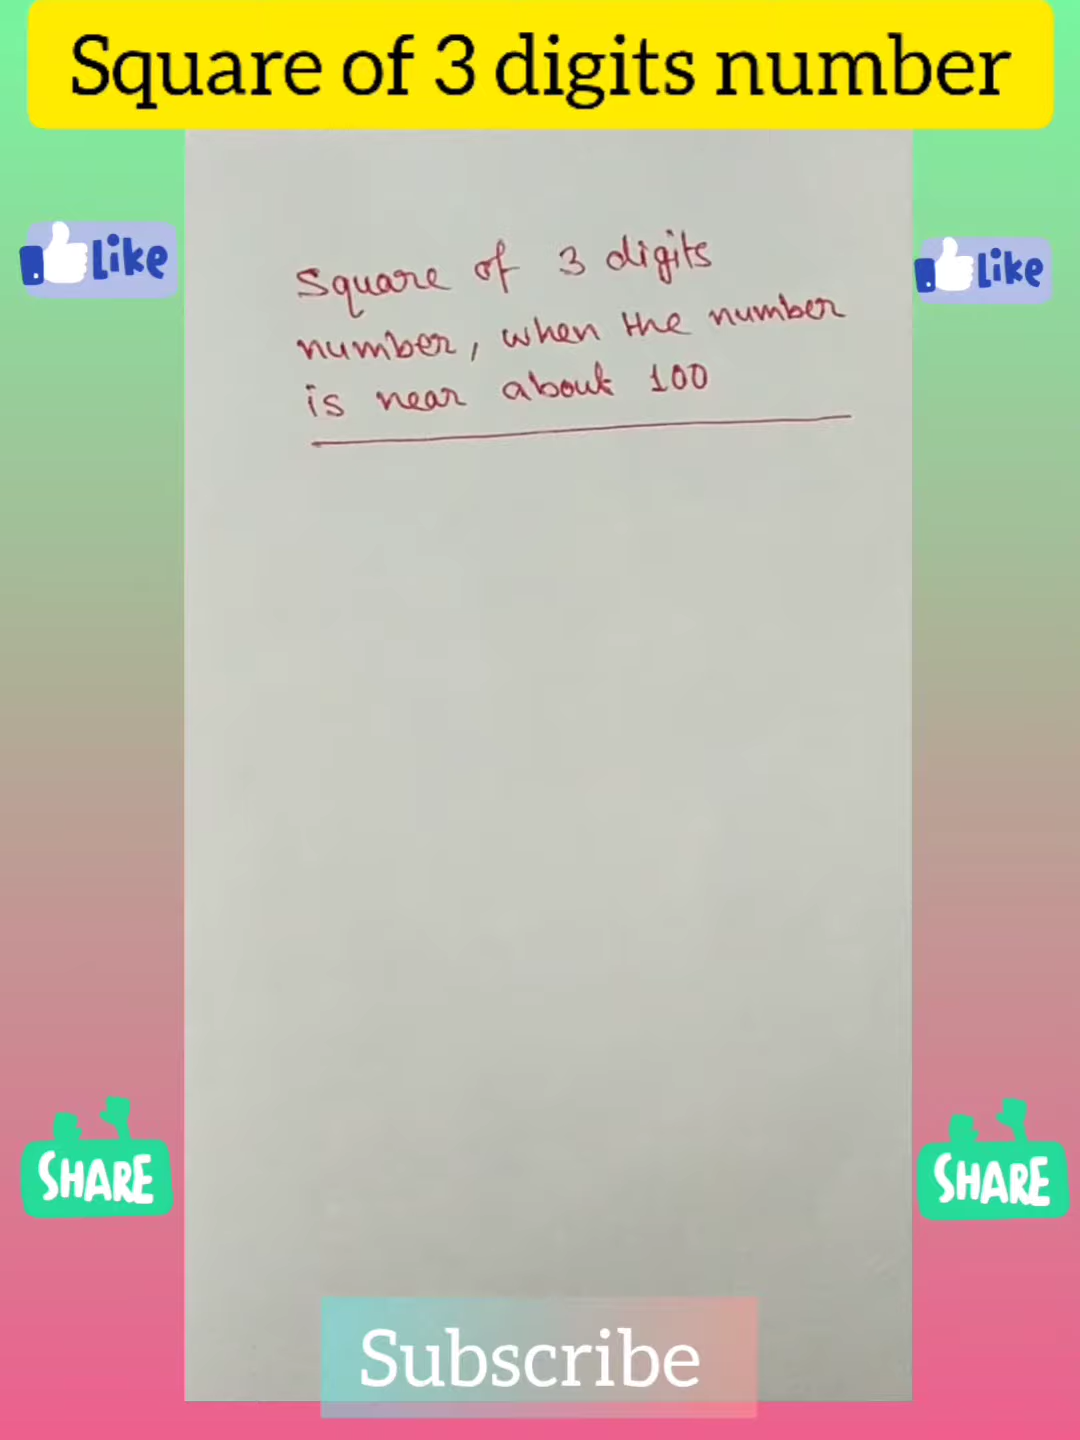 Square of 3 digits number
Like
Like
Square of 3 digits
number, when the number
is near about 100
SHARE
SHARE
Subscribe